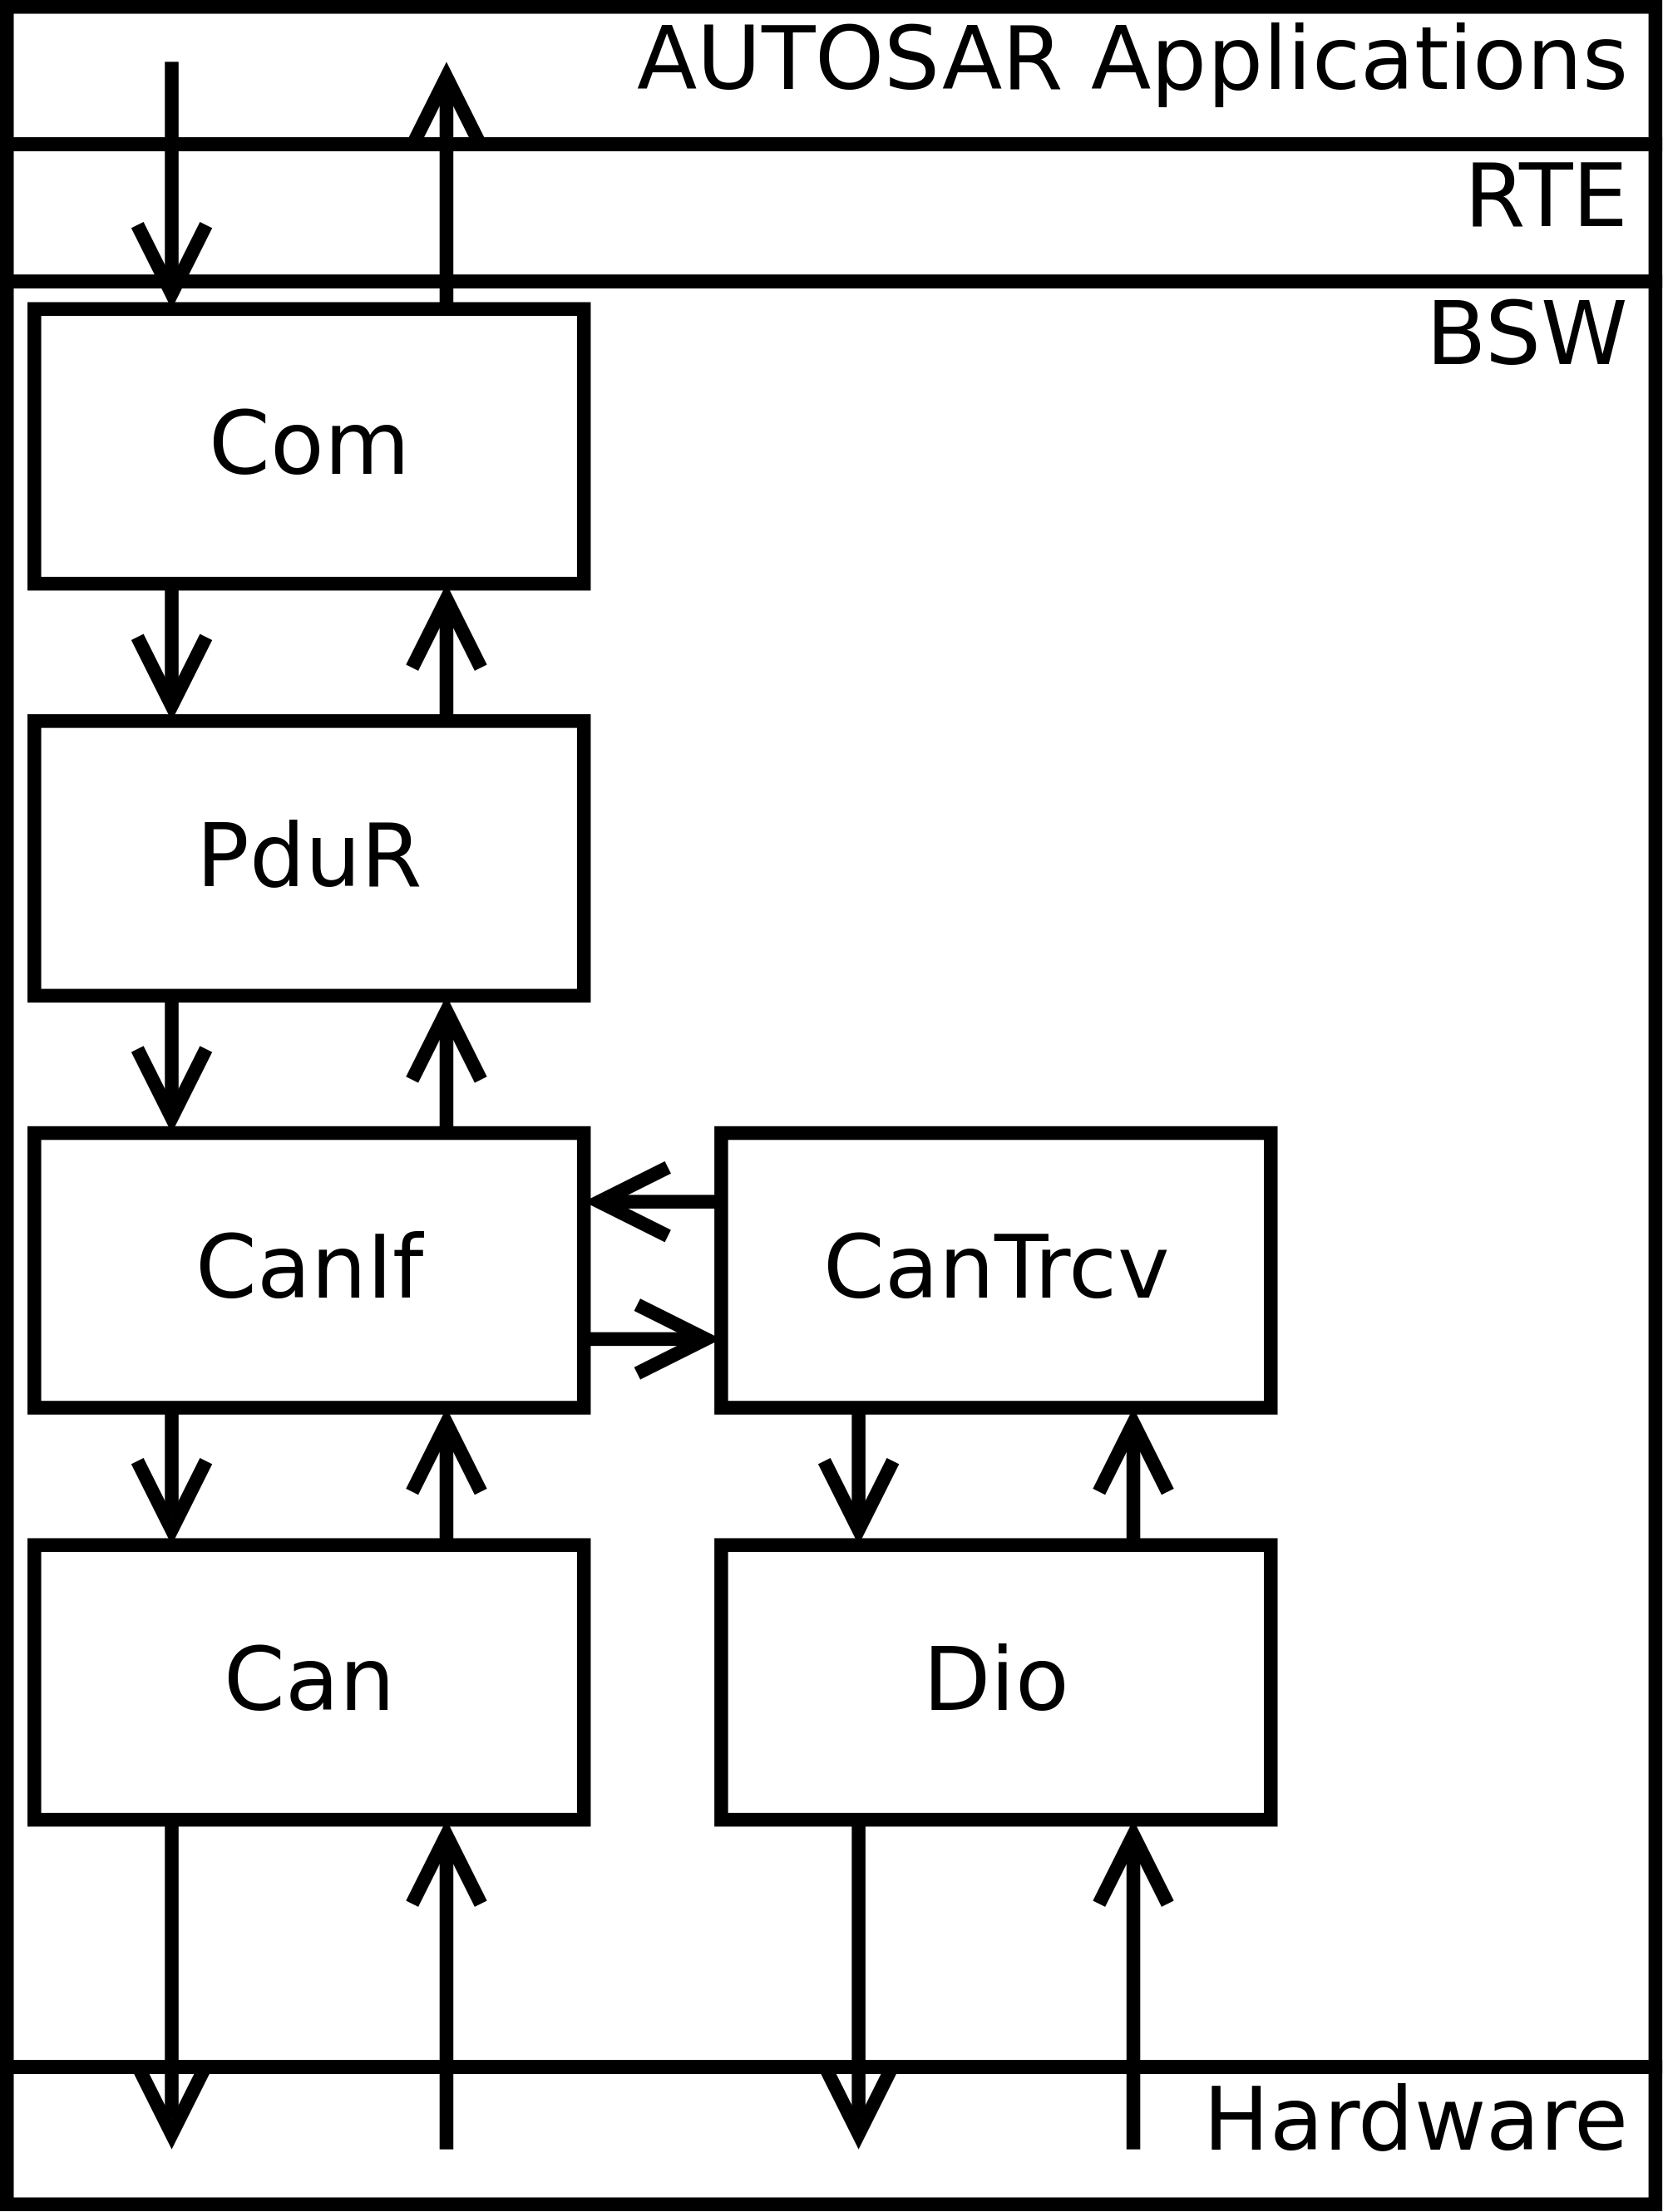 AUTOSAR Applications
RTE
BSW
Com
PduR
CanIf
CanTrcv
Can
Dio
Hardware